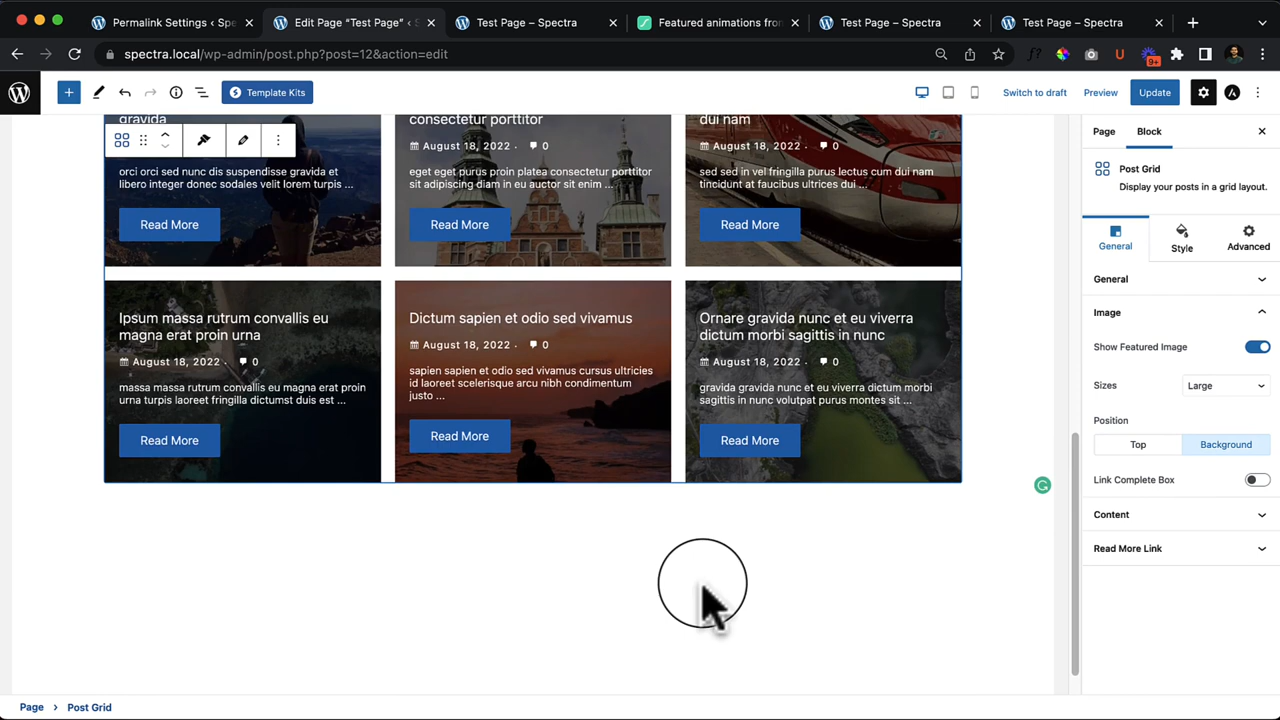 Permalink Settings ‹ Spe
Edit Page “Test Page” ‹ S
Test Page – Spectra
Featured animations fron
Test Page – Spectra
Test Page – Spectra
spectra.local/wp-admin/post.php?post=12&action=edit
9+
Template Kits
Switch to draft
Preview
Update
gravida
orci orci sed nunc dis suspendisse gravida et
libero integer donec sodales velit lorem turpis ...
Read More
consectetur porttitor
August 18, 2022 · 0
get eget purus proin platea consectetur porttitor
sit adipiscing diam in eu auctor sit enim ...
Read More
dui nam
August 18, 2022 · 0
sed sed in vel fringilla purus lectus cum dui nam
tincidunt at faucibus ultrices dui ...
Read More
Ipsum massa rutrum convallis eu
magna erat proin urna
August 18, 2022 · 0
massa massa rutrum convallis eu magna erat proin
urna turpis laoreet fringilla dictumst duis est ...
Read More
Dictum sapien et odio sed vivamus
August 18, 2022 · 0
sapien sapien et odio sed vivamus cursus ultricies
id laoreet scelerisque arcu nibh condimentum
justo ...
Read More
Ornare gravida nunc et eu viverra
dictum morbi sagittis in nunc
August 18, 2022 · 0
gravida gravida nunc et eu viverra dictum morbi
sagittis in nunc volutpat purus montes sit ...
Read More
Page
Block
Post Grid
Display your posts in a grid layout.
General
Style
Advanced
General
Image
Show Featured Image
Sizes
Large
Position
Top
Background
Link Complete Box
Content
Read More Link
Page › Post Grid